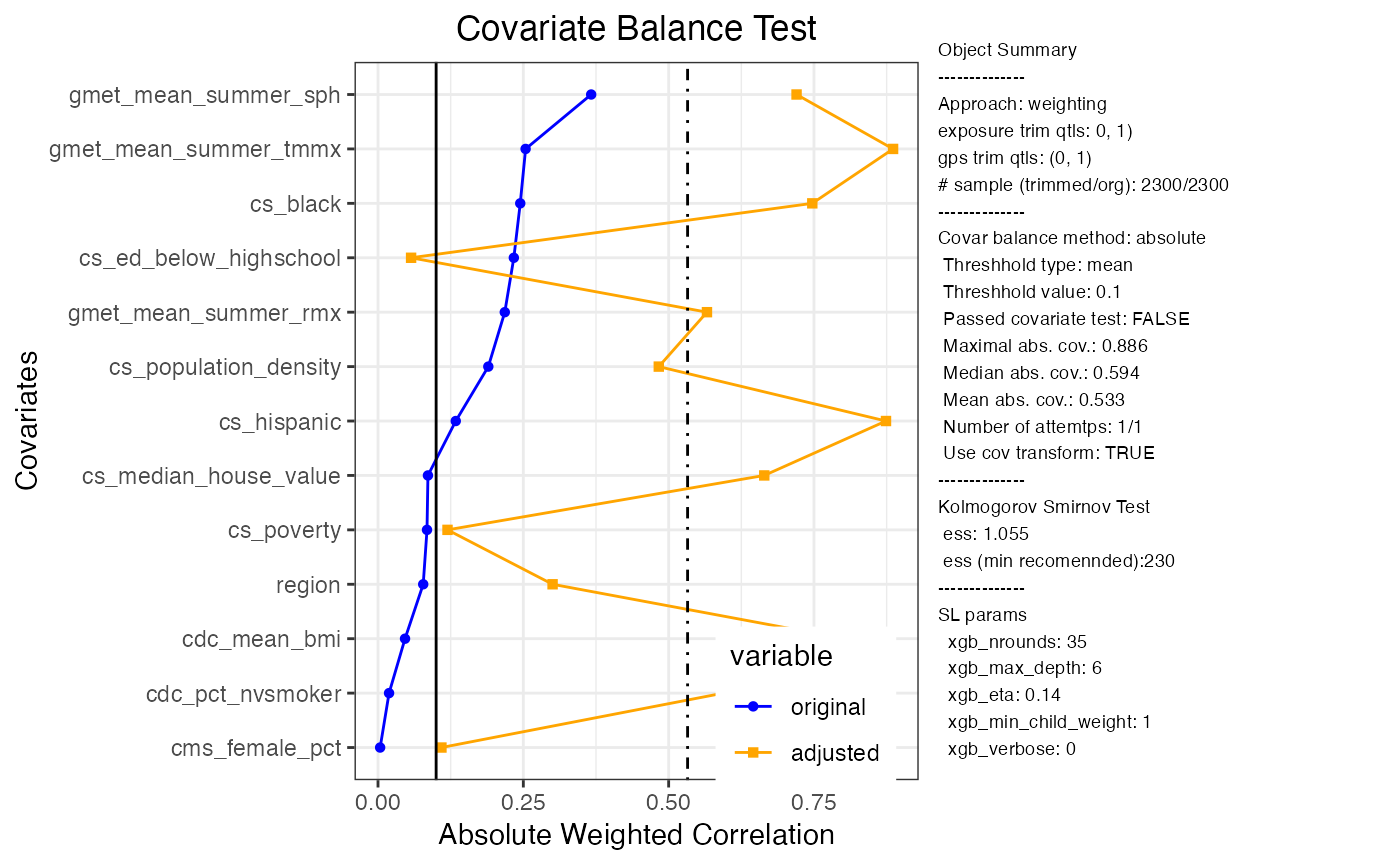 Covariate Balance Test
gmet_mean_summer_sph
gmet_mean_summer_tmmx
cs_black
cs_ed_below_highschool
gmet_mean_summer_rmx
cs_population_density
cs_hispanic
cs_median_house_value
cs_poverty
region
cdc_mean_bmi
cdc_pct_nvsmoker
cms_female_pct
Covariates
0.00 0.25 0.50 0.75
Absolute Weighted Correlation
variable
original
adjusted
Object Summary
--------------
Approach: weighting
exposure trim qtls: 0, 1)
gps trim qtls: (0, 1)
# sample (trimmed/org): 2300/2300
--------------
Covar balance method: absolute
Threshhold type: mean
Threshhold value: 0.1
Passed covariate test: FALSE
Maximal abs. cov.: 0.886
Median abs. cov.: 0.594
Mean abs. cov.: 0.533
Number of attemtps: 1/1
Use cov transform: TRUE
--------------
Kolmogorov Smirnov Test
ess: 1.055
ess (min recomennded):230
--------------
SL params
xgb_nrounds: 35
xgb_max_depth: 6
xgb_eta: 0.14
xgb_min_child_weight: 1
xgb_verbose: 0